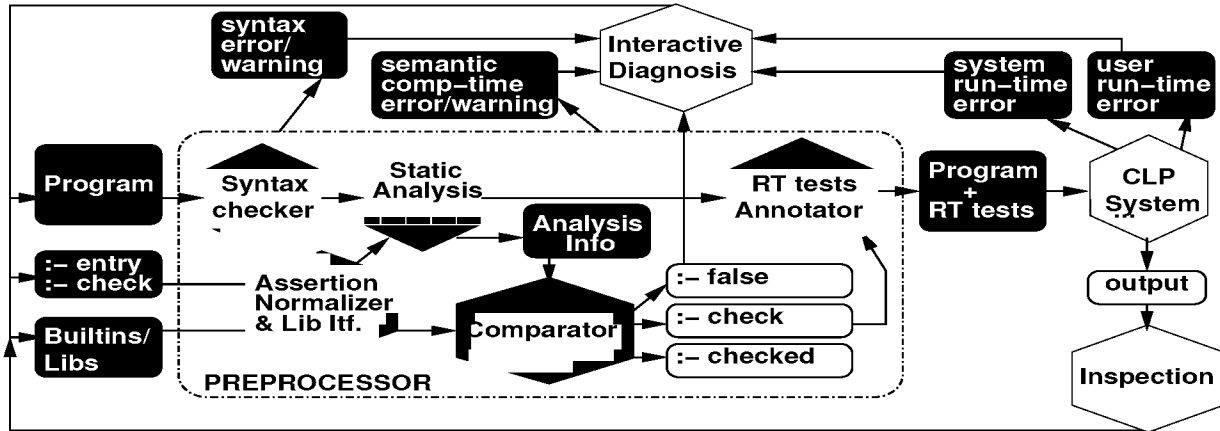 syntax
error/
warning
Interactive
Diagnosis
semantic
comp-time
error/warning
system
run-time
error
user
run-time
error
Program
Syntax
checker
Static
Analysis
RT tests
Annotator
Program
+
RT tests
CLP
System
Analysis
Info
:- entry
:- check
Assertion
Normalizer
& Lib Itf.
:- false
output
Builtins/
Libs
Comparator
:- check
:- checked
PREPROCESSOR
Inspection